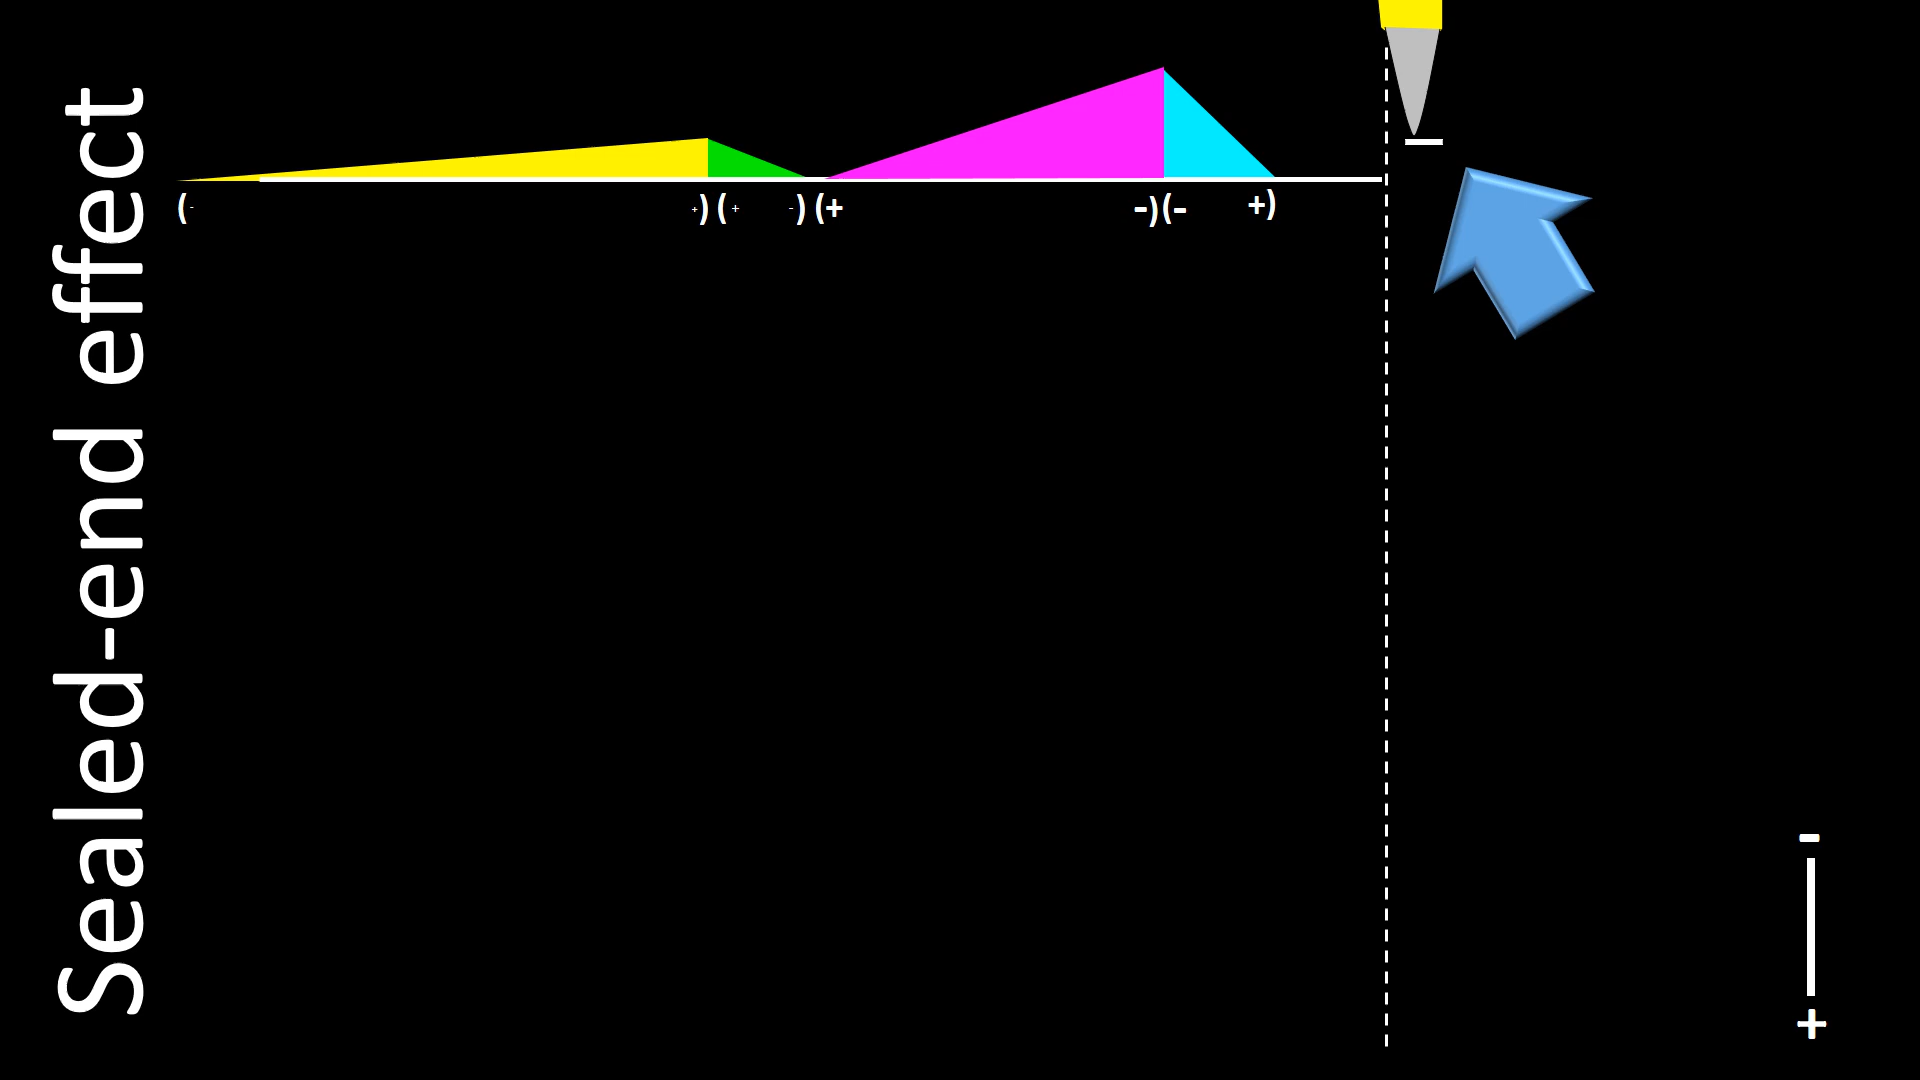 Sealed-end effect
(- +) (+ -) (+ -)(- +)
-
-
+